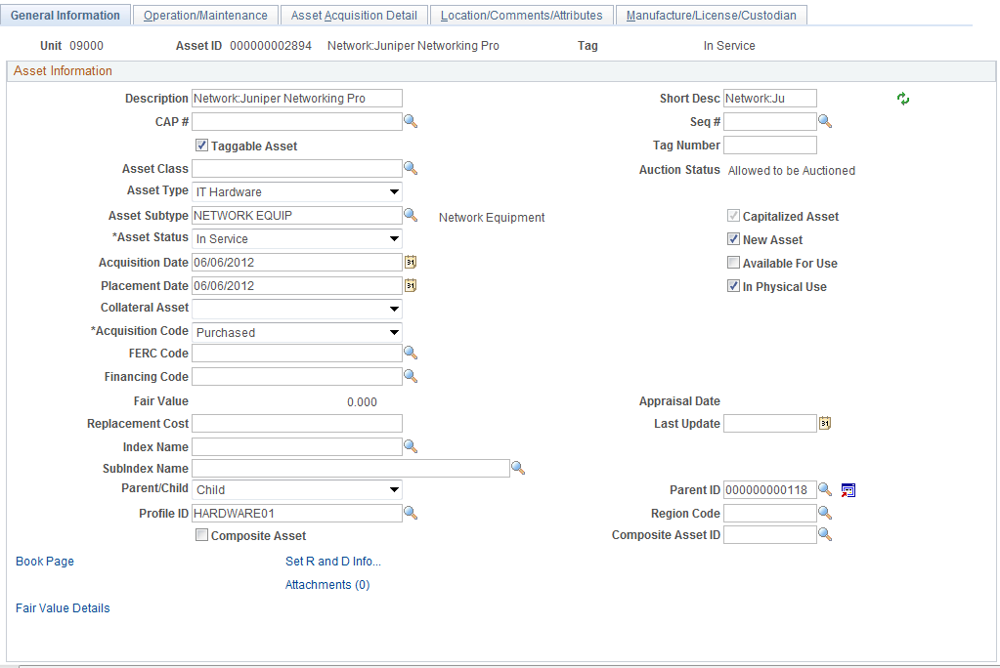 General Information Operation/Maintenance Asset Acquisition Detail Location/Comments/Attributes Manufacture/License/Custodian
Unit 09000 Asset ID 000000002894 Network:Juniper Networking Pro Tag In Service
Asset Information
Description Network:Juniper Networking Pro Short Desc Network:Ju
CAP # Seq #
Taggable Asset Tag Number
Asset Class Auction Status Allowed to be Auctioned
Asset Type IT Hardware
Asset Subtype NETWORK EQUIP Network Equipment Capitalized Asset
*Asset Status In Service New Asset
Acquisition Date 06/06/2012 31 Available For Use
Placement Date 06/06/2012 31 In Physical Use
Collateral Asset
*Acquisition Code Purchased
FERC Code
Financing Code
Fair Value 0.000 Appraisal Date
Replacement Cost Last Update 31
Index Name
SubIndex Name
Parent/Child Child Parent ID 000000000118
Profile ID HARDWARE01 Region Code
Composite Asset Composite Asset ID
Book Page Set R and D Info...
Attachments (0)
Fair Value Details